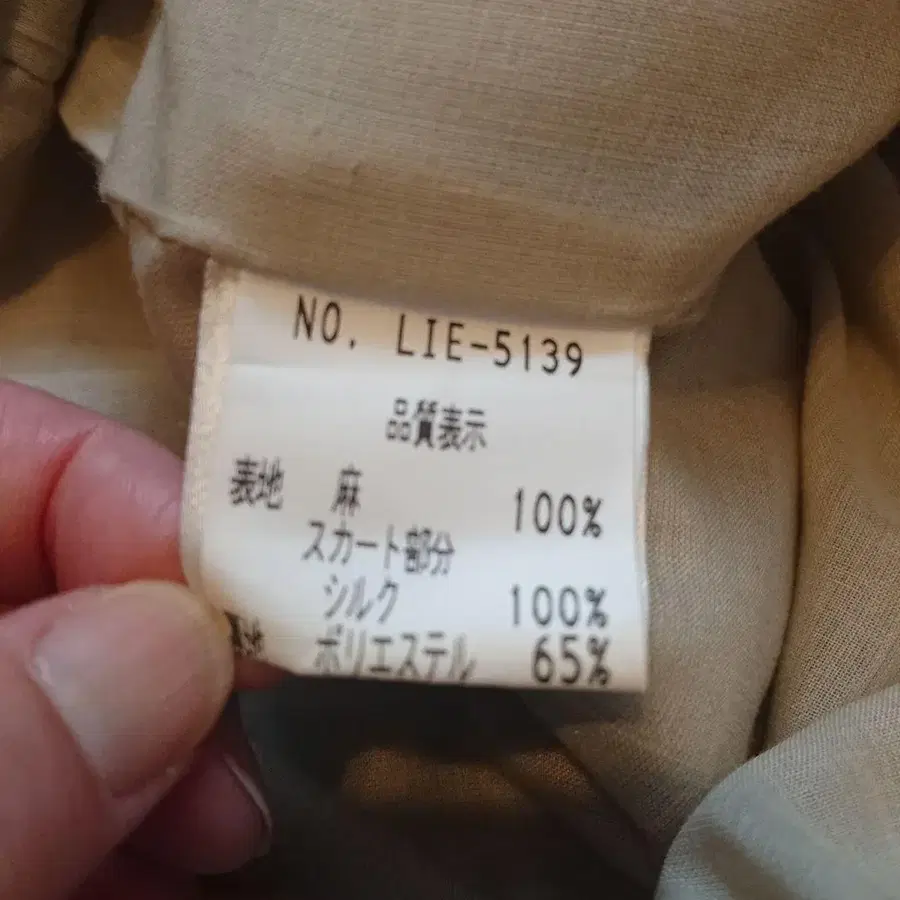 NO. LIE-5139
品質表示
表地 麻 100%
スカート部分
シルク 100%
ポリエステル 65%